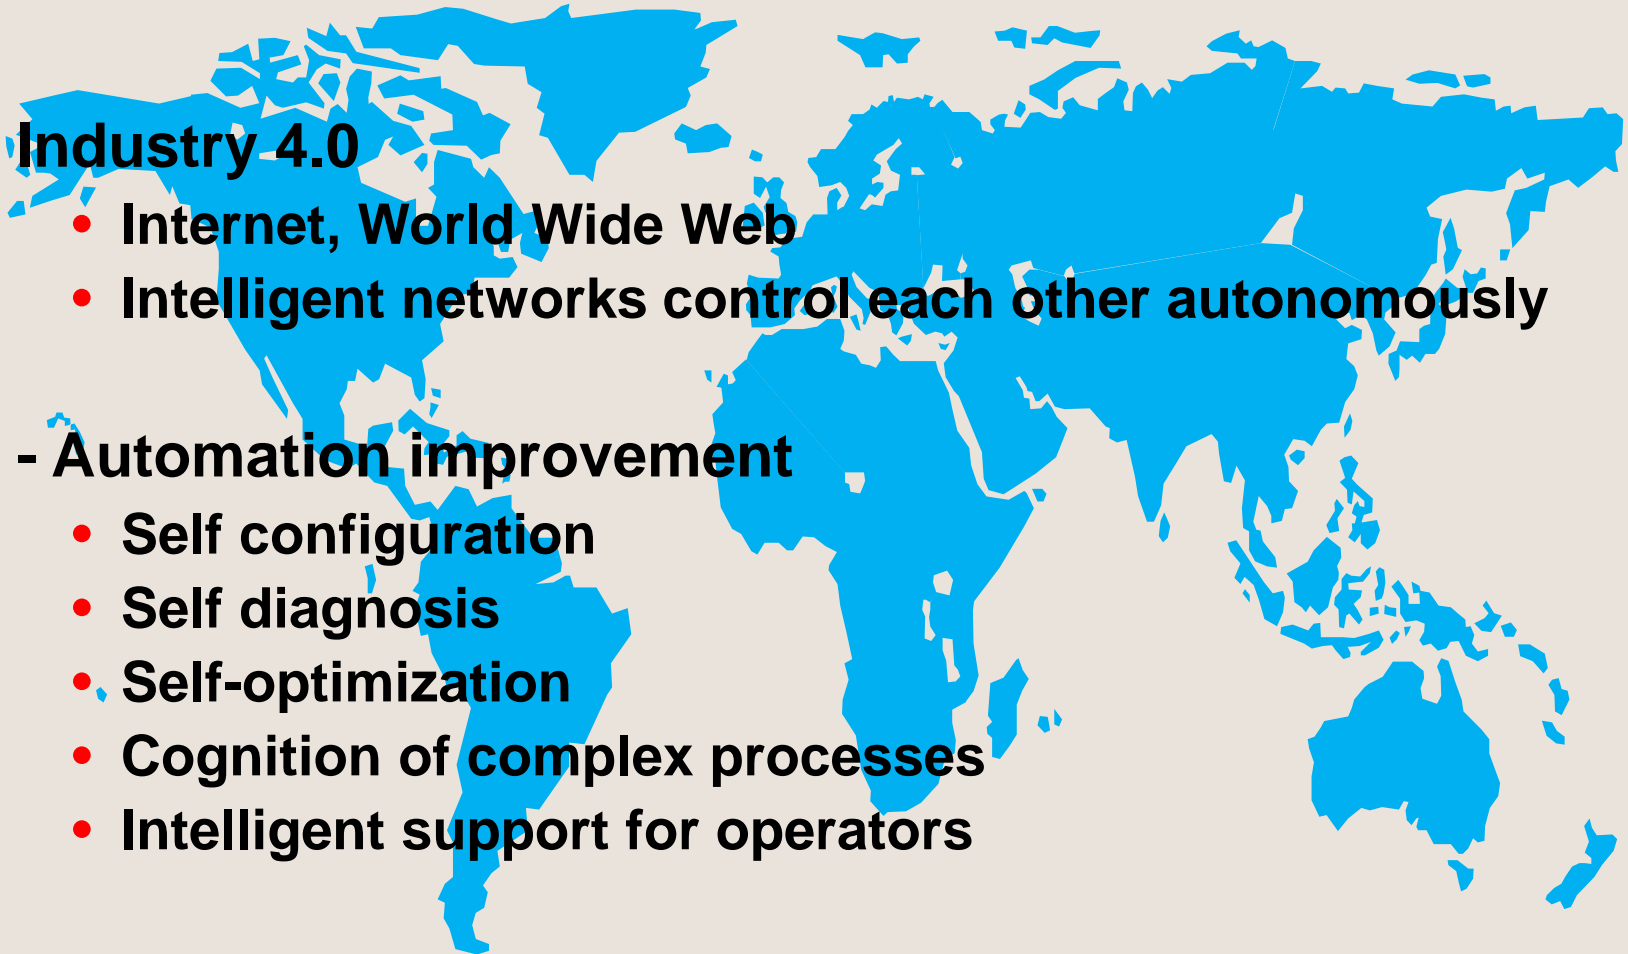 Industry 4.0
• Internet, World Wide Web
• Intelligent networks control each other autonomously
- Automation improvement
• Self configuration
• Self diagnosis
• Self-optimization
• Cognition of complex processes
• Intelligent support for operators